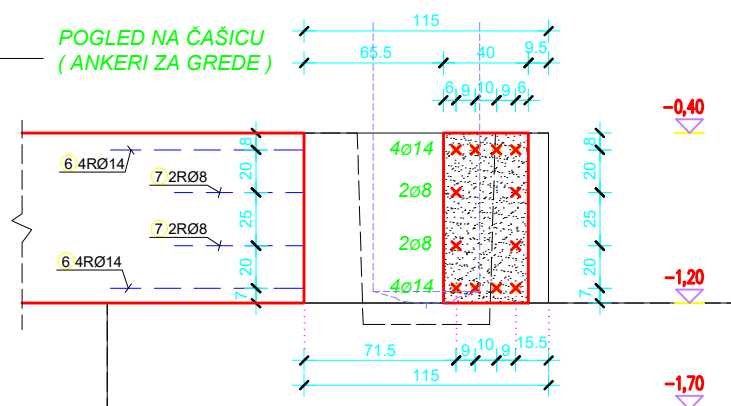 115
POGLED NA ČAŠICU
( ANKERI ZA GREDE )
65.5 40 9.5
6 9 10 9 6
-0,40
8 4ø14 8
6 4RØ14
20 20
7 2RØ8 2ø8
25 25
7 2RØ8 2ø8
20 20
6 4RØ14
-1,20
7 4ø14 7
71.5 9 10 9 15.5
115
-1,70